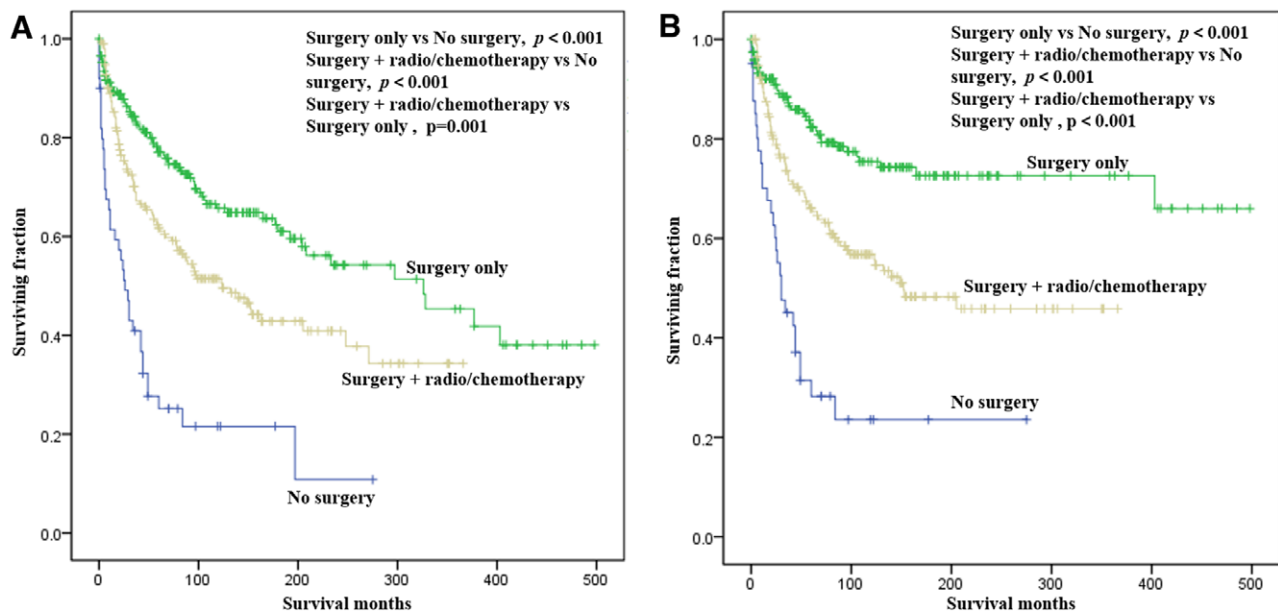 A
Survivinig fraction
1.0
0.8
0.6
0.4
0.2
0.0
Surgery only vs No surgery, p < 0.001
Surgery + radio/chemotherapy vs No
surgery, p < 0.001
Surgery + radio/chemotherapy vs
Surgery only , p=0.001
Surgery only
Surgery + radio/chemotherapy
No surgery
0 100 200 300 400 500
Survival months
B
Surviving fraction
1.0
0.8
0.6
0.4
0.2
0.0
Surgery only vs No surgery, p < 0.001
Surgery + radio/chemotherapy vs No
surgery, p < 0.001
Surgery + radio/chemotherapy vs
Surgery only , p < 0.001
Surgery only
Surgery + radio/chemotherapy
No surgery
0 100 200 300 400 500
Survival months